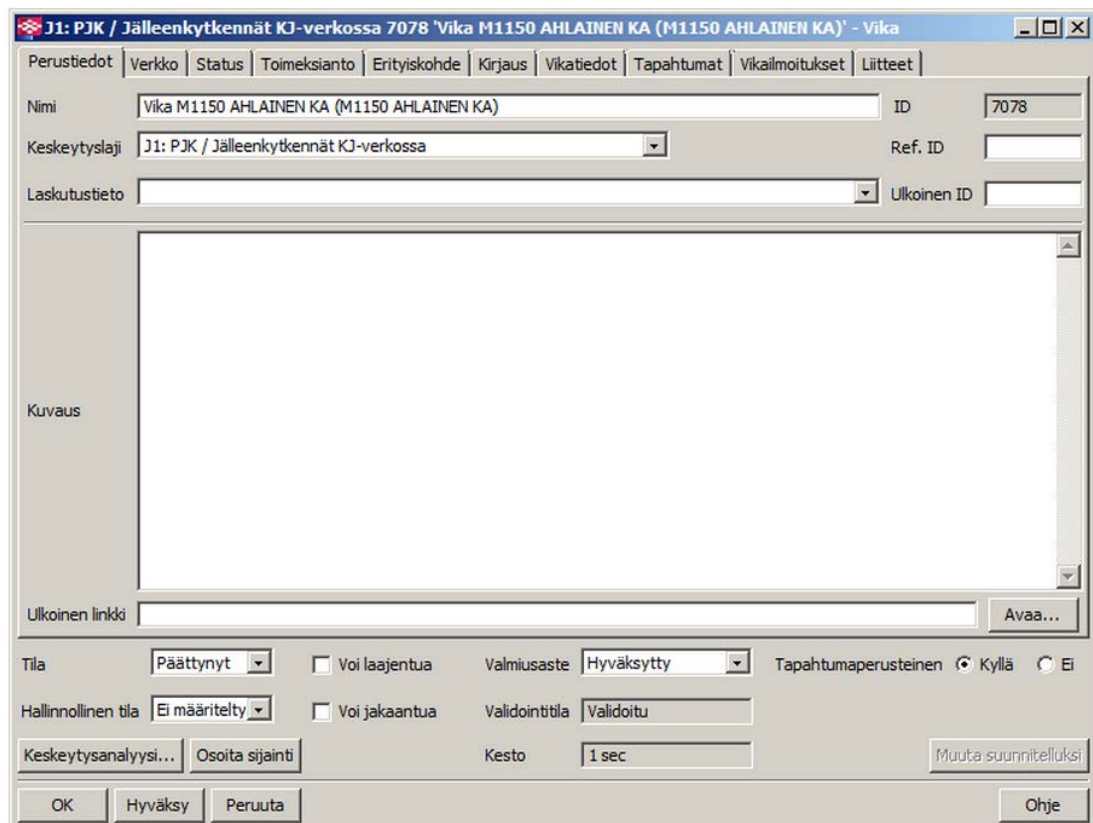 J1: PJK / Jälleenkytkennät KJ-verkossa 7078 'Vika M1150 AHLAINEN KA (M1150 AHLAINEN KA)' - Vika
Perustiedot Verkko Status Toimeksianto Erityiskohde Kirjaus Vikatiedot Tapahtumat Vikailmoitukset Liitteet
Nimi Vika M1150 AHLAINEN KA (M1150 AHLAINEN KA) ID 7078
Keskeytyslaji J1: PJK / Jälleenkytkennät KJ-verkossa Ref. ID
Laskutustieto Ulkoinen ID
Kuvaus
Ulkoinen linkki Avaa...
Tila Päättynyt Voi laajentua Valmiusaste Hyväksytty Tapahtumaperusteinen Kyllä Ei
Hallinnollinen tila Ei määritelty Voi jakaantua Validointitila Validoitu
Keskeytysanalyysi... Osoita sijainti Kesto 1 sec Muuta suunnitelluksi
OK Hyväksy Peruuta Ohje